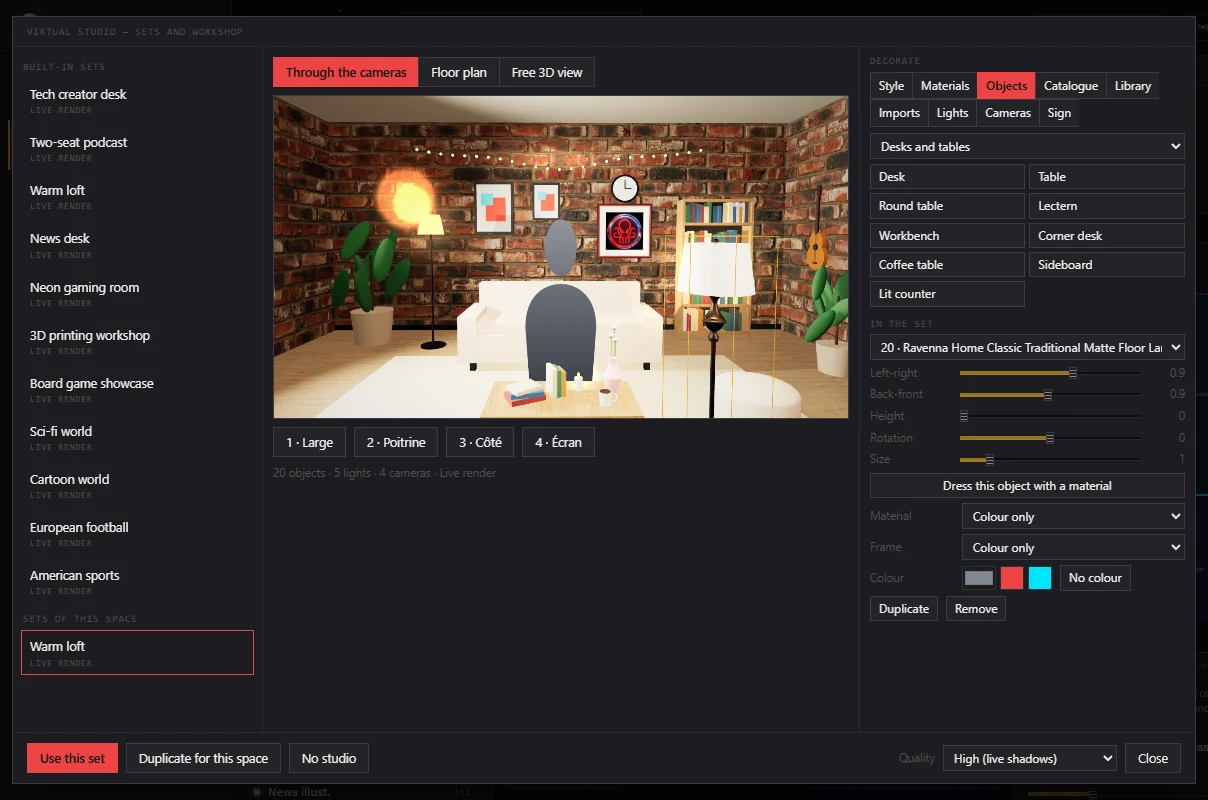 VIRTUAL STUDIO — SETS AND WORKSHOP
BUILT-IN SETS
Tech creator desk
LIVE RENDER
Two-seat podcast
LIVE RENDER
Warm loft
LIVE RENDER
News desk
LIVE RENDER
Neon gaming room
LIVE RENDER
3D printing workshop
LIVE RENDER
Board game showcase
LIVE RENDER
Sci-fi world
LIVE RENDER
Cartoon world
LIVE RENDER
European football
LIVE RENDER
American sports
LIVE RENDER
SETS OF THIS SPACE
Warm loft
LIVE RENDER
Through the cameras Floor plan Free 3D view
1 · Large 2 · Poitrine 3 · Côté 4 · Écran
20 objects · 5 lights · 4 cameras · Live render
DECORATE
Style Materials Objects Catalogue Library
Imports Lights Cameras Sign
Desks and tables
Desk Table
Round table Lectern
Workbench Corner desk
Coffee table Sideboard
Lit counter
IN THE SET
20 · Ravenna Home Classic Traditional Matte Floor Lar
Left-right 0.9
Back-front 0.9
Height 0
Rotation 0
Size 1
Dress this object with a material
Material Colour only
Frame Colour only
Colour No colour
Duplicate Remove
Use this set Duplicate for this space No studio
Quality High (live shadows) Close
News illust.